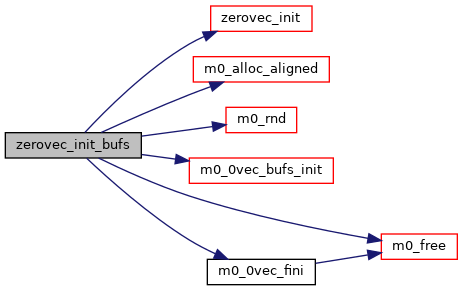 zerovec_init
m0_alloc_aligned
m0_rnd
zerovec_init_bufs
m0_0vec_bufs_init
m0_free
m0_0vec_fini